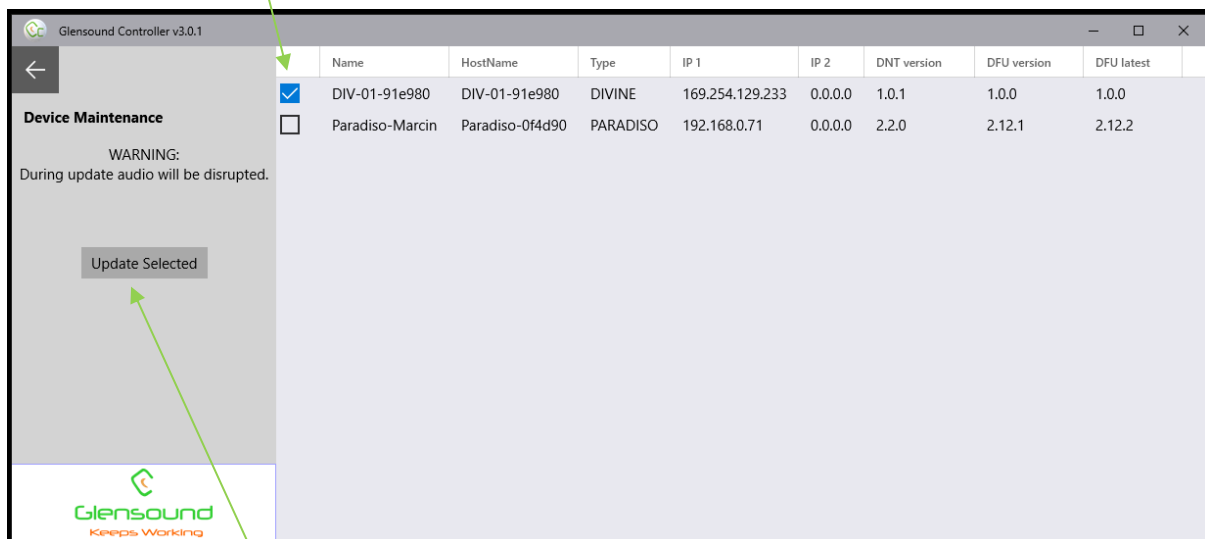 Glensound Controller v3.0.1
Name HostName Type IP 1 IP 2 DNT version DFU version DFU latest
DIV-01-91e980 DIV-01-91e980 DIVINE 169.254.129.233 0.0.0.0 1.0.1 1.0.0 1.0.0
Device Maintenance
Paradiso-Marcin Paradiso-0f4d90 PARADISO 192.168.0.71 0.0.0.0 2.2.0 2.12.1 2.12.2
WARNING:
During update audio will be disrupted.
Update Selected
Glensound
Keeps Working